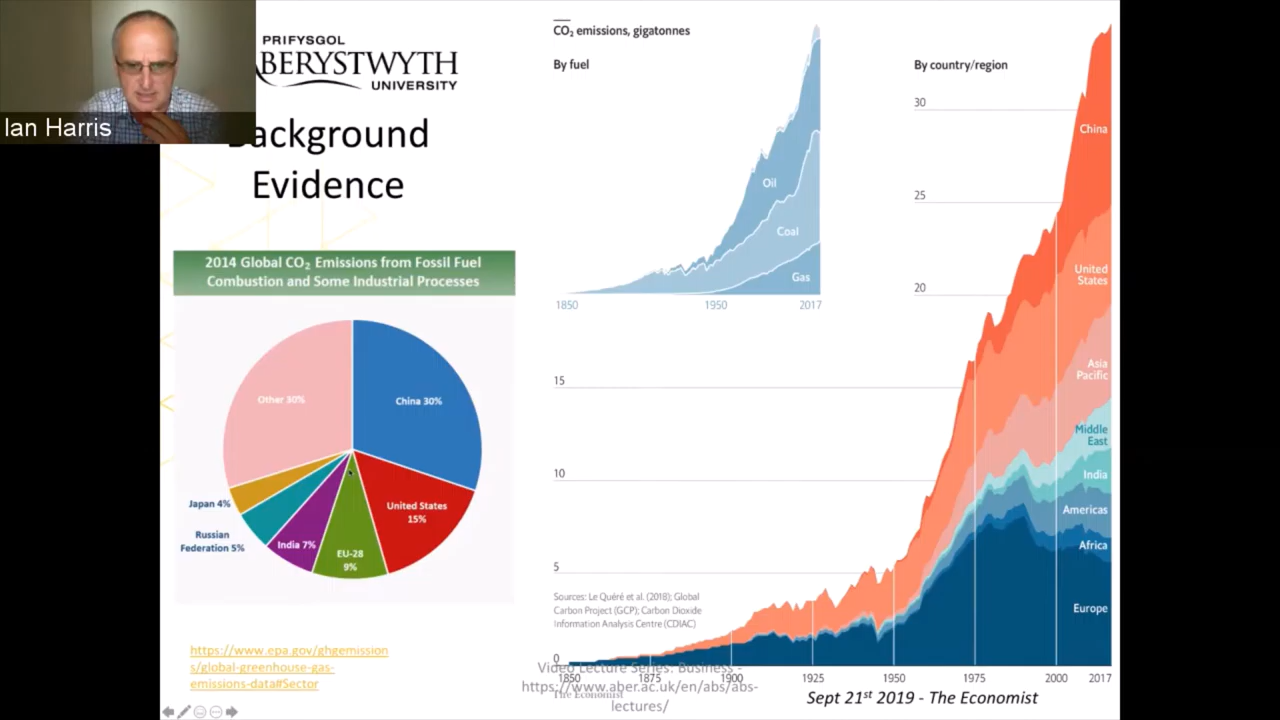 Ian Harris
PRIFYSGOL
ABERYSTWYTH
UNIVERSITY
Background
Evidence
2014 Global CO₂ Emissions from Fossil Fuel
Combustion and Some Industrial Processes
Other 30%
China 30%
Japan 4%
Russian
Federation 5%
India 7%
EU-28
9%
United States
15%
https://www.epa.gov/ghgemission
s/global-greenhouse-gas-
emissions-data#Sector
CO₂ emissions, gigatonnes
By fuel
Oil
Coal
Gas
1850
1950
2017
By country/region
30
25
20
15
10
5
0
China
United
States
Asia
Pacific
Middle
East
India
Americas
Africa
Europe
Sources: Le Quéré et al. (2018); Global
Carbon Project (GCP); Carbon Dioxide
Information Analysis Centre (CDIAC)
1850
1875
1900
1925
1950
1975
2000
2017
The Economist
Video Lecture Series: Business -
https://www.aber.ac.uk/en/abs/abs-
lectures/
Sept 21st 2019 - The Economist